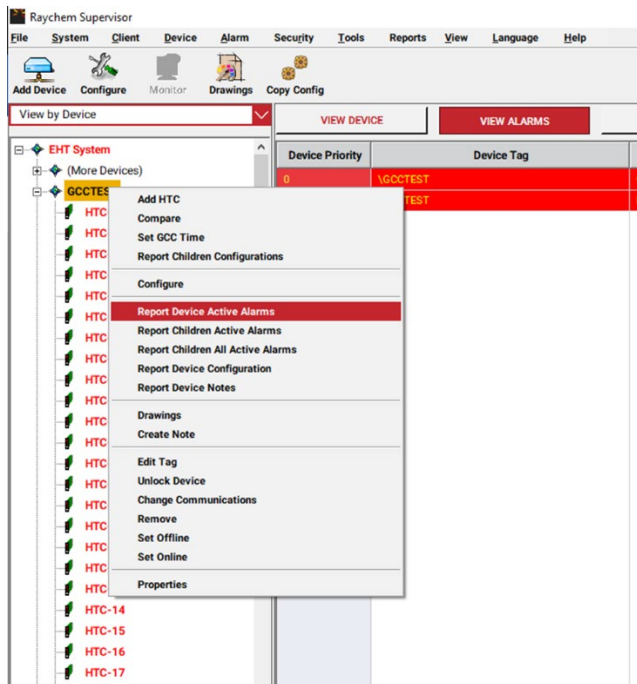 Raychem Supervisor
File System Client Device Alarm Security Tools Reports View Language Help
Add Device Configure Monitor Drawings Copy Config
View by Device
VIEW DEVICE VIEW ALARMS
EHT System
Device Priority Device Tag
(More Devices)
0 \GCCTEST
GCCTES
TEST
Add HTC
HTC
Compare
HTC
Set GCC Time
HTC
Report Children Configurations
HTC
Configure
HTC
Report Device Active Alarms
HTC
Report Children Active Alarms
HTC
Report Children All Active Alarms
HTC
Report Device Configuration
HTC
Report Device Notes
HTC
Drawings
HTC
Create Note
HTC
Edit Tag
HTC
Unlock Device
HTC
Change Communications
HTC
Remove
HTC
Set Offline
HTC
Set Online
HTC
Properties
HTC
HTC-14
HTC-15
HTC-16
HTC-17